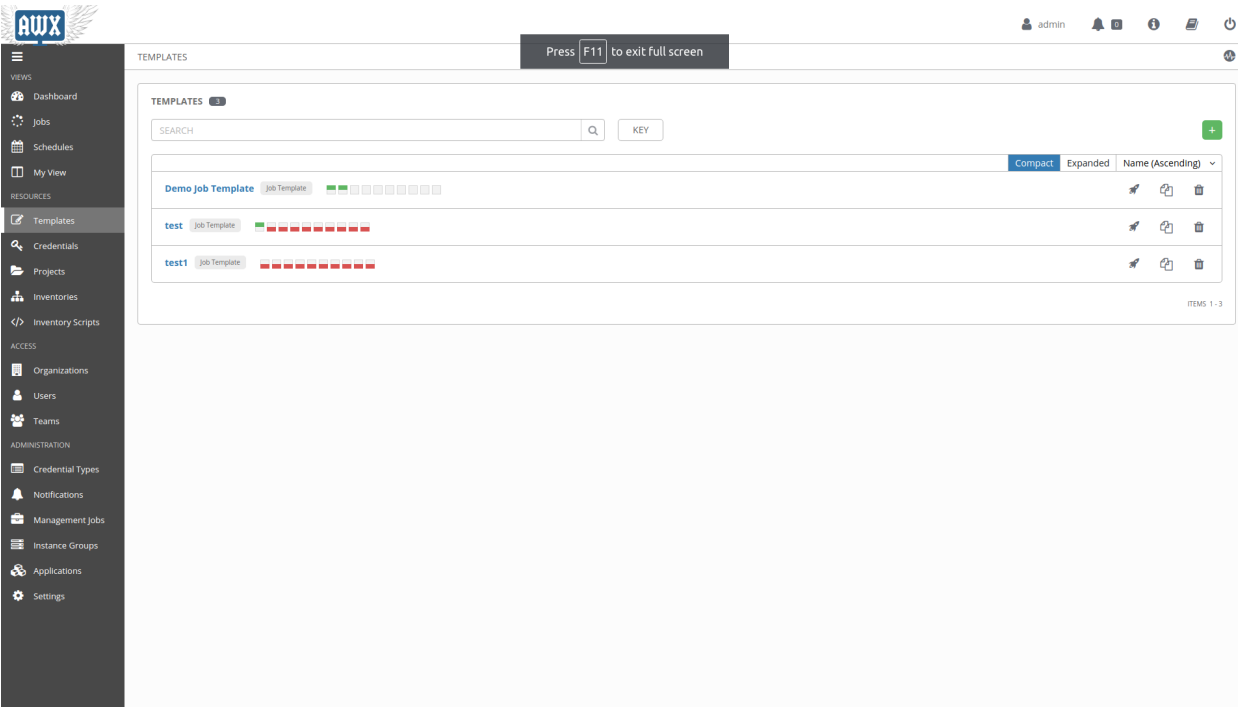 AWX
admin
0
Press F11 to exit full screen
TEMPLATES
VIEWS
Dashboard
Jobs
Schedules
My View
RESOURCES
Templates
Credentials
Projects
Inventories
Inventory Scripts
ACCESS
Organizations
Users
Teams
ADMINISTRATION
Credential Types
Notifications
Management Jobs
Instance Groups
Applications
Settings
TEMPLATES 3
SEARCH
KEY
+
Compact Expanded Name (Ascending)
Demo Job Template Job Template
test Job Template
test1 Job Template
ITEMS 1 - 3